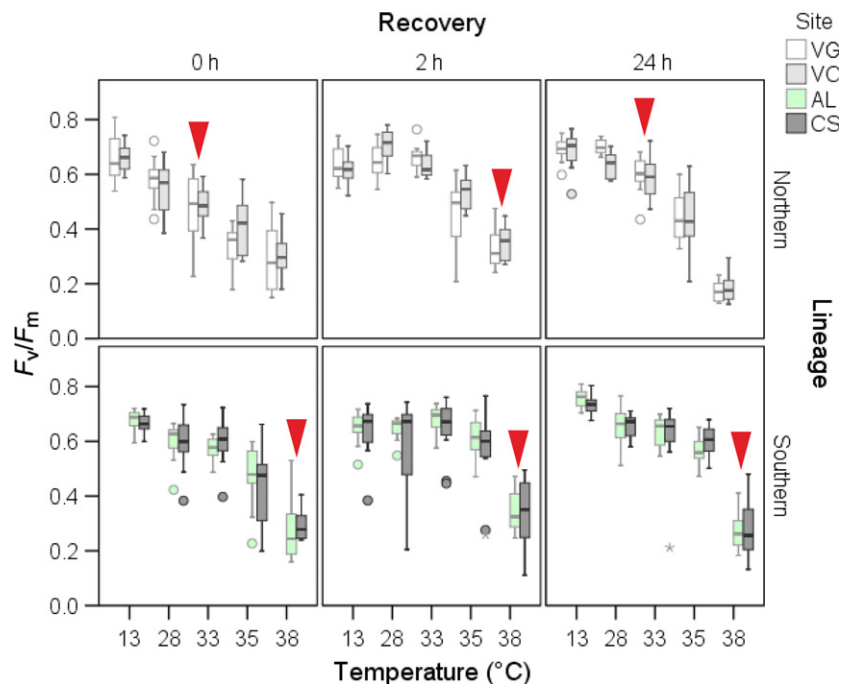 Recovery
0 h 2 h 24 h
Site
VG
VC
AL
CS
0.8
0.6
0.4
0.2
0.0
Northern
0.8
0.6
0.4
0.2
0.0
Southern
Fv/Fm
Lineage
13 28 33 35 38 13 28 33 35 38 13 28 33 35 38
Temperature (°C)